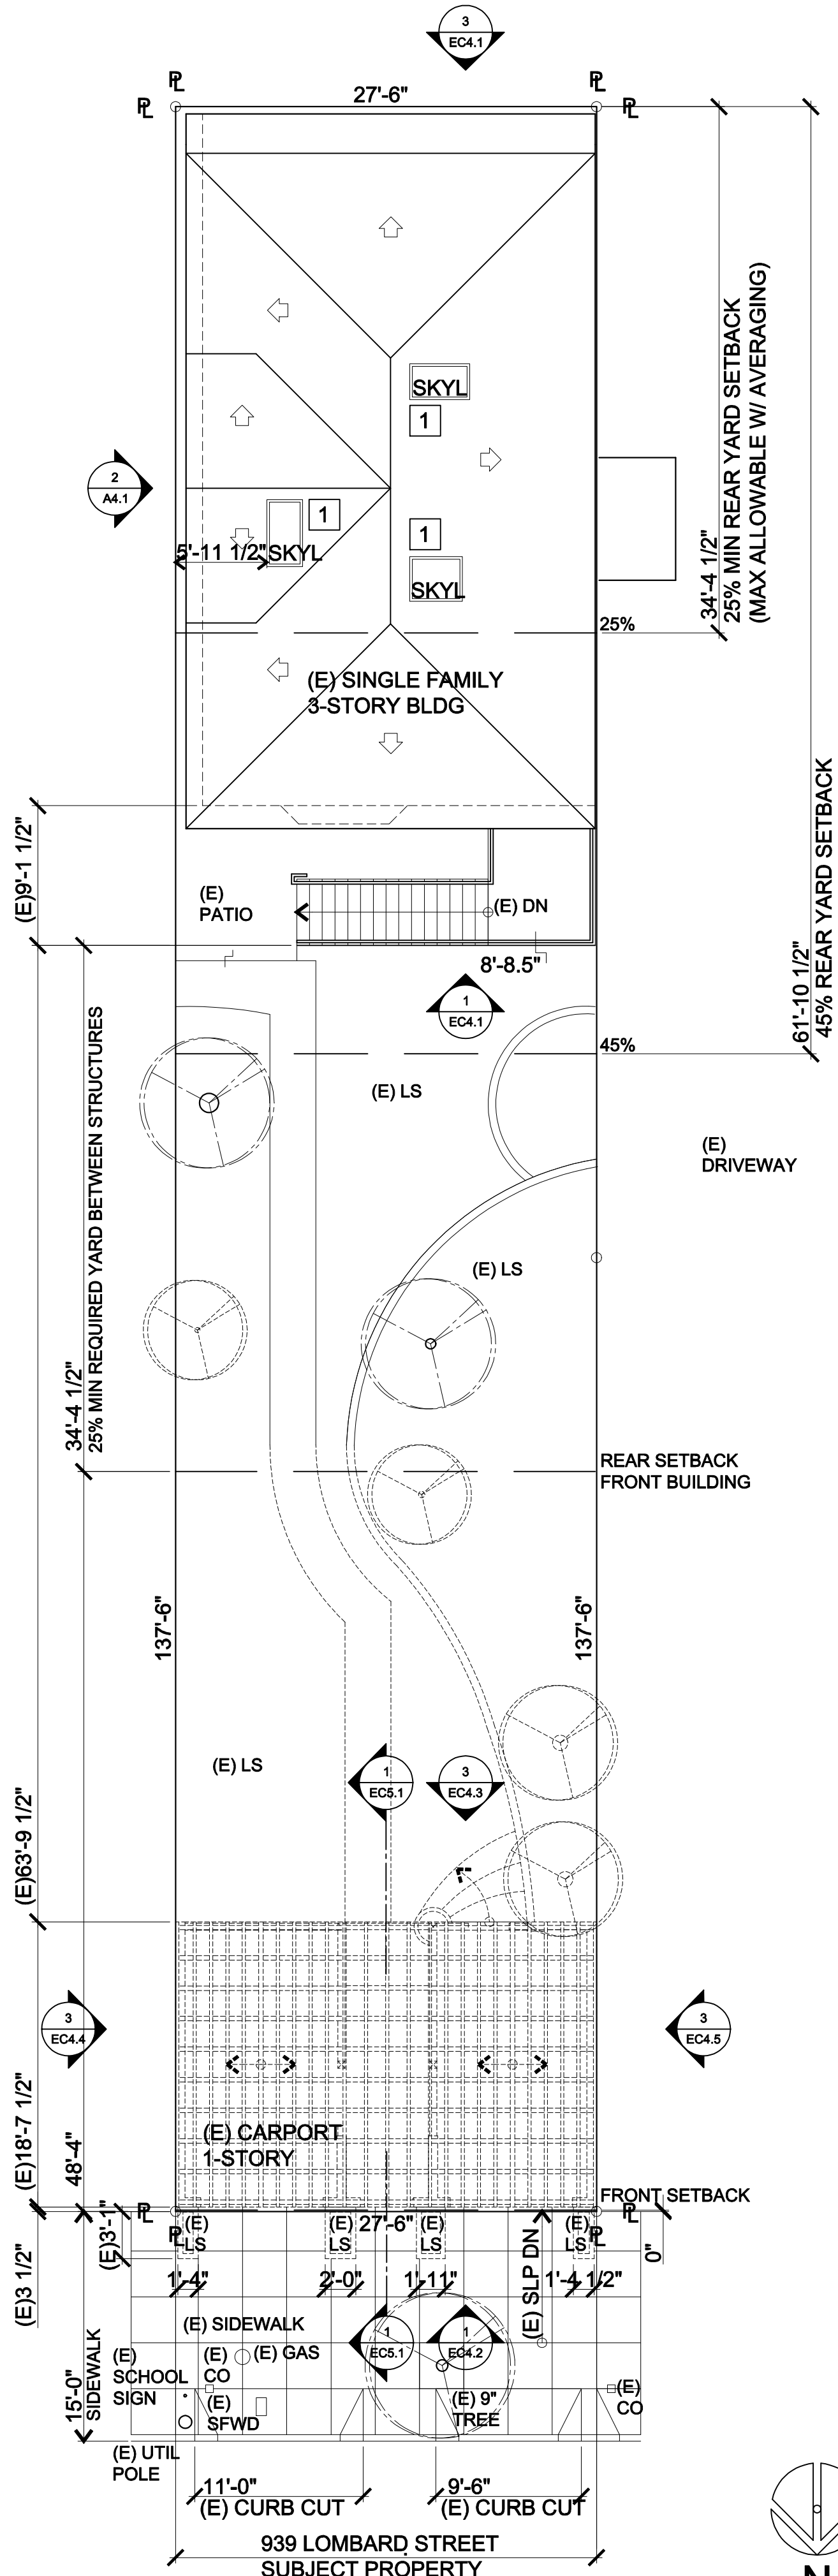 3
EC4.1
PL
PL
PL
27'-6"
PL
34'-4 1/2"
25% MIN REAR YARD SETBACK
(MAX ALLOWABLE W/ AVERAGING)
SKYL
1
2
A4.1
1
1
5'-11 1/2"
SKYL
SKYL
25%
(E) SINGLE FAMILY
3-STORY BLDG
61'-10 1/2"
45% REAR YARD SETBACK
(E)9'-1 1/2"
(E)
PATIO
(E) DN
8'-8.5"
1
EC4.1
45%
(E) LS
(E)
DRIVEWAY
34'-4 1/2"
25% MIN REQUIRED YARD BETWEEN STRUCTURES
(E) LS
REAR SETBACK
FRONT BUILDING
137'-6"
137'-6"
(E) LS
1
EC5.1
3
EC4.3
(E)63'-9 1/2"
3
EC4.4
3
EC4.5
(E)18'-7 1/2"
48'-4"
(E) CARPORT
1-STORY
FRONT SETBACK
PL
PL
27'-6"
PL
PL
(E)
LS
(E)
LS
(E)
LS
(E)
LS
(E)3 1/2"
(E)3'-1"
0"
1'-4"
2'-0"
1'-11"
1'-4 1/2"
(E) SLP DN
(E) SIDEWALK
15'-0"
SIDEWALK
(E)
SCHOOL
SIGN
(E)
CO
(E) GAS
1
EC5.1
1
EC4.2
(E)
SFWD
(E) 9"
TREE
(E)
CO
(E) UTIL
POLE
11'-0"
(E) CURB CUT
9'-6"
(E) CURB CUT
939 LOMBARD STREET
SUBJECT PROPERTY
N